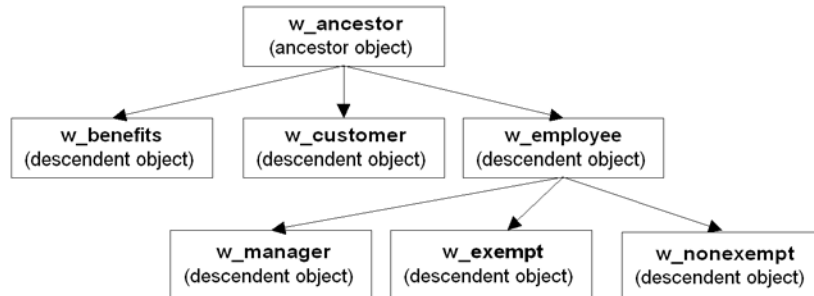 w_ancestor
(ancestor object)
w_benefits
(descendent object)
w_customer
(descendent object)
w_employee
(descendent object)
w_manager
(descendent object)
w_exempt
(descendent object)
w_nonexempt
(descendent object)